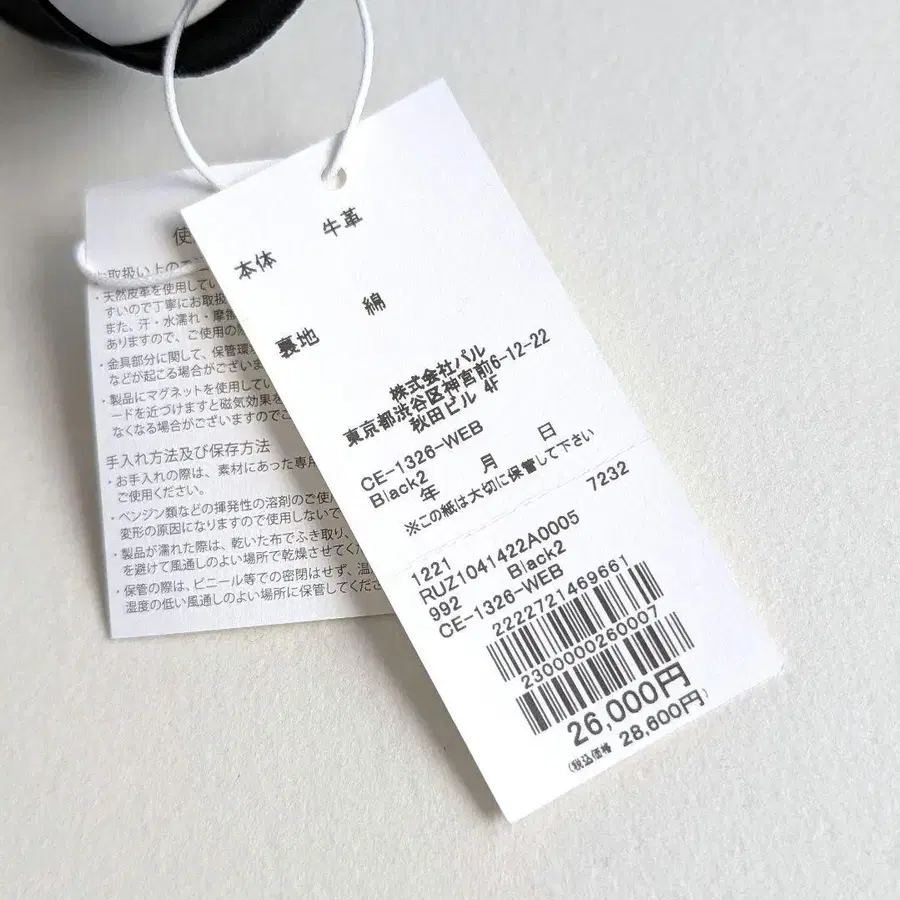 本体 牛革
裏地 綿
株式会社パル
東京都渋谷区神宮前6-12-22
秋田ビル 4F
CE-1326-WEB
Black2
年 月 日
※この紙は大切に保管して下さい
7232
1221
RUZ1041422A0005
992 Black2
CE-1326-WEB
2222721469661
2300000260007
26,000円
(税込価格 28,600円)
使
お取扱い上のご
・天然皮革を使用してい
すいので丁寧にお取扱
また、汗・水濡れ・摩擦
ありますので、ご使用の際
・金具部分に関して、保管環境
などが起こる場合がございま
・製品にマグネットを使用してい
ードを近づけますと磁気効果を
なくなる場合がございますのでご
手入れ方法及び保存方法
・お手入れの際は、素材にあった専用
ご使用ください。
・ベンジン類などの揮発性の溶剤のご使用
変形の原因になりますので使用しないで
・製品が濡れた際は、乾いた布でふき取り、
を避けて風通しのよい場所で乾燥させてくだ
・保管の際は、ビニール等での密閉はせず、温
湿度の低い風通しのよい場所に保管してくださ